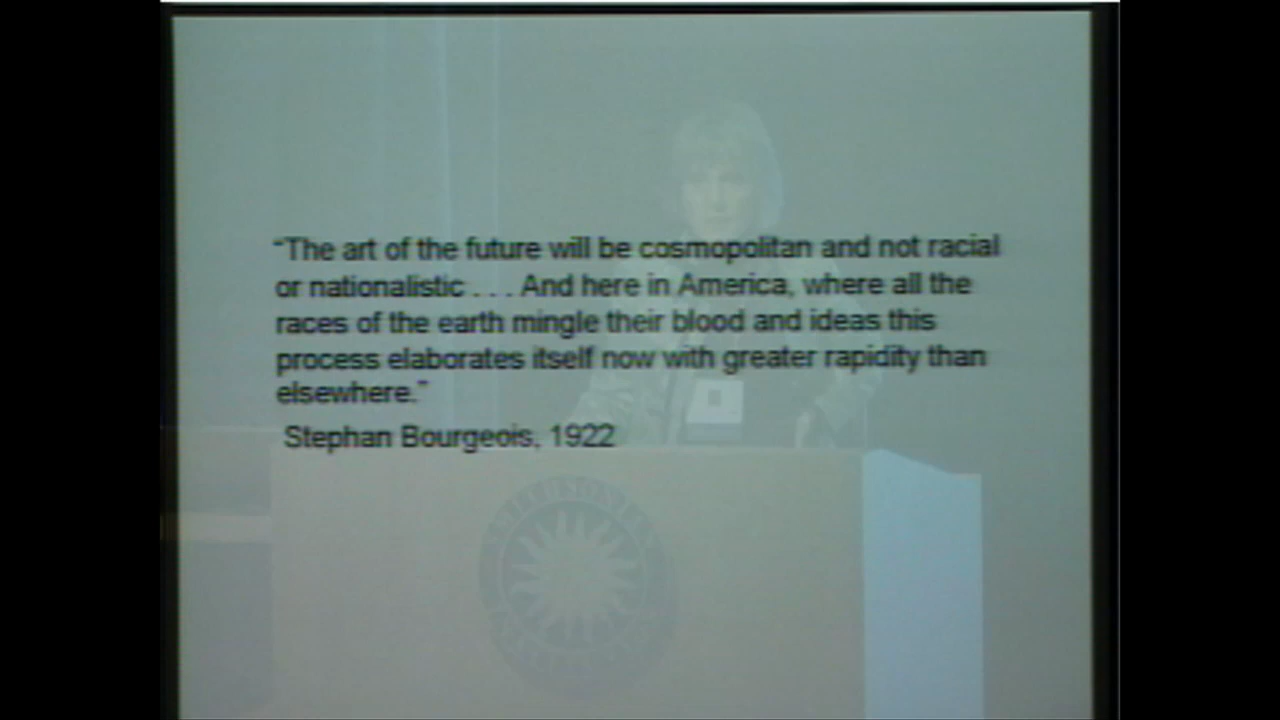 “The art of the future will be cosmopolitan and not racial
or nationalistic . . . And here in America, where all the
races of the earth mingle their blood and ideas this
process elaborates itself now with greater rapidity than
elsewhere.”
Stephan Bourgeois, 1922